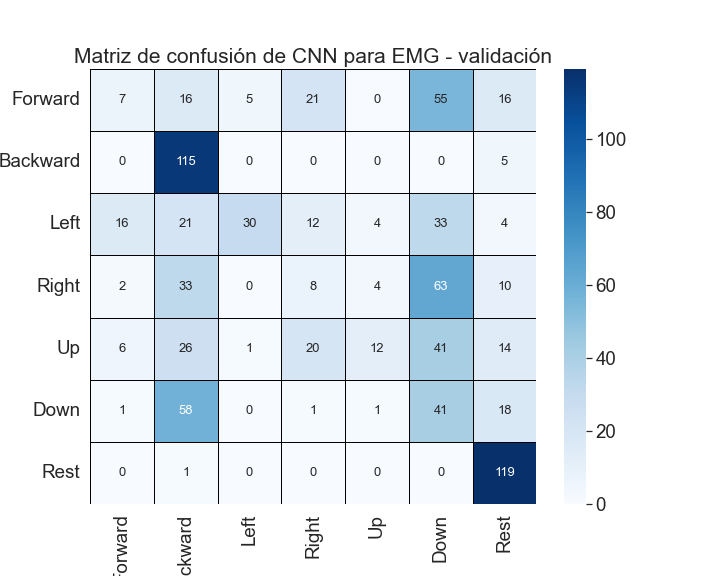 Matriz de confusión de CNN para EMG - validación
Forward 7 16 5 21 0 55 16
Backward 0 115 0 0 0 0 5
Left 16 21 30 12 4 33 4
Right 2 33 0 8 4 63 10
Up 6 26 1 20 12 41 14
Down 1 58 0 1 1 41 18
Rest 0 1 0 0 0 0 119
Forward ckward Left Right Up Down Rest
100
80
60
40
20
0